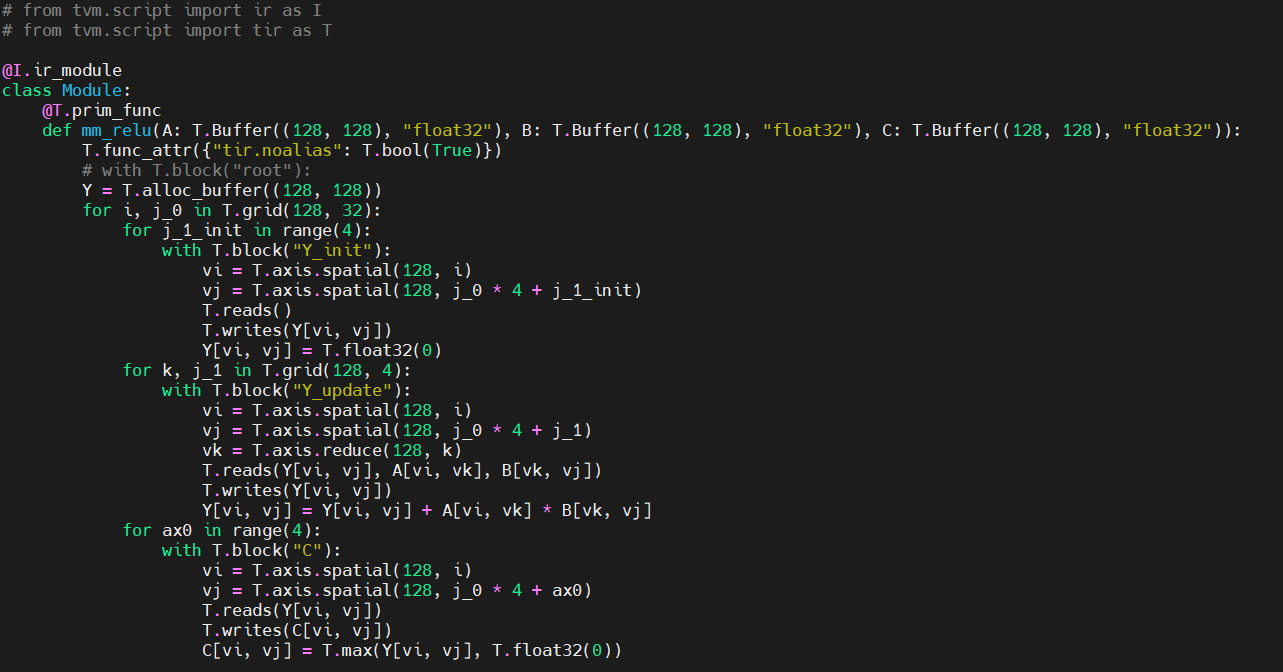 # from tvm.script import ir as I
# from tvm.script import tir as T

@I.ir_module
class Module:
    @T.prim_func
    def mm_relu(A: T.Buffer((128, 128), "float32"), B: T.Buffer((128, 128), "float32"), C: T.Buffer((128, 128), "float32")):
        T.func_attr({"tir.noalias": T.bool(True)})
        # with T.block("root"):
        Y = T.alloc_buffer((128, 128))
        for i, j_0 in T.grid(128, 32):
            for j_1_init in range(4):
                with T.block("Y_init"):
                    vi = T.axis.spatial(128, i)
                    vj = T.axis.spatial(128, j_0 * 4 + j_1_init)
                    T.reads()
                    T.writes(Y[vi, vj])
                    Y[vi, vj] = T.float32(0)
            for k, j_1 in T.grid(128, 4):
                with T.block("Y_update"):
                    vi = T.axis.spatial(128, i)
                    vj = T.axis.spatial(128, j_0 * 4 + j_1)
                    vk = T.axis.reduce(128, k)
                    T.reads(Y[vi, vj], A[vi, vk], B[vk, vj])
                    T.writes(Y[vi, vj])
                    Y[vi, vj] = Y[vi, vj] + A[vi, vk] * B[vk, vj]
            for ax0 in range(4):
                with T.block("C"):
                    vi = T.axis.spatial(128, i)
                    vj = T.axis.spatial(128, j_0 * 4 + ax0)
                    T.reads(Y[vi, vj])
                    T.writes(C[vi, vj])
                    C[vi, vj] = T.max(Y[vi, vj], T.float32(0))